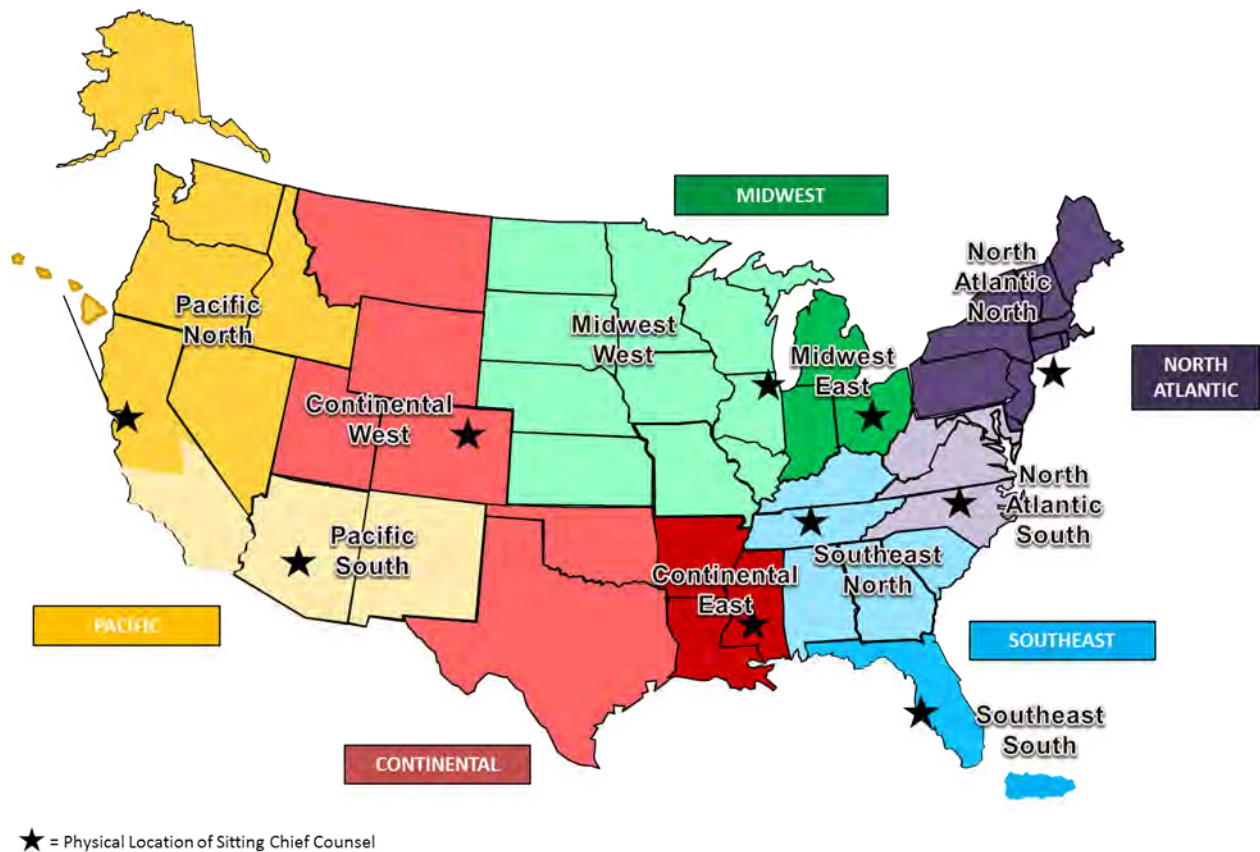 MIDWEST
North
Atlantic
North
Pacific
North
Midwest
West
Midwest
East
NORTH
ATLANTIC
Continental
West
North
Atlantic
South
Pacific
South
Southeast
North
Continental
East
PACIFIC
SOUTHEAST
Southeast
South
CONTINENTAL
= Physical Location of Sitting Chief Counsel